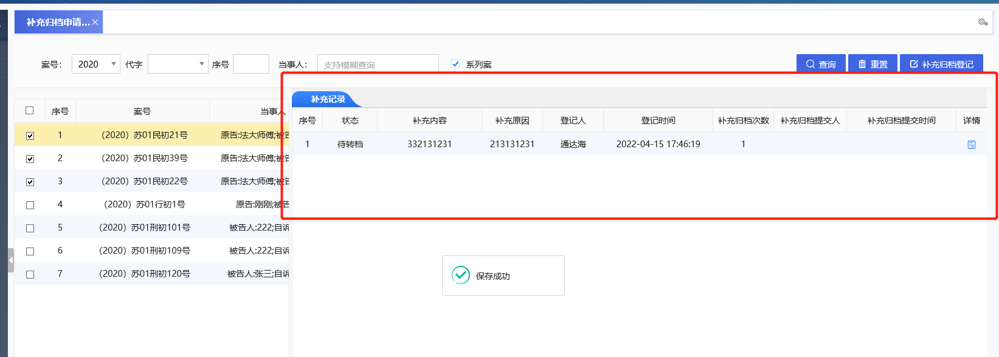 补充归档申请...
案号： 2020 代字 序号 当事人： 支持模糊查询 系列案 查询 重置 补充归档登记
序号 案号 当事人
1 （2020）苏01民初21号 原告:法大师傅;被告
2 （2020）苏01民初39号 原告:法大师傅;被告
3 （2020）苏01民初22号 原告:法大师傅;被告
4 （2020）苏01行初1号 原告:刚刚;被告
5 （2020）苏01刑初101号 被告人:222;自诉
6 （2020）苏01刑初109号 被告人:222;自诉
7 （2020）苏01刑初120号 被告人:张三;自诉
补充记录
序号 状态 补充内容 补充原因 登记人 登记时间 补充归档次数 补充归档提交人 补充归档提交时间 详情
1 待转档 332131231 213131231 通达海 2022-04-15 17:46:19 1
保存成功